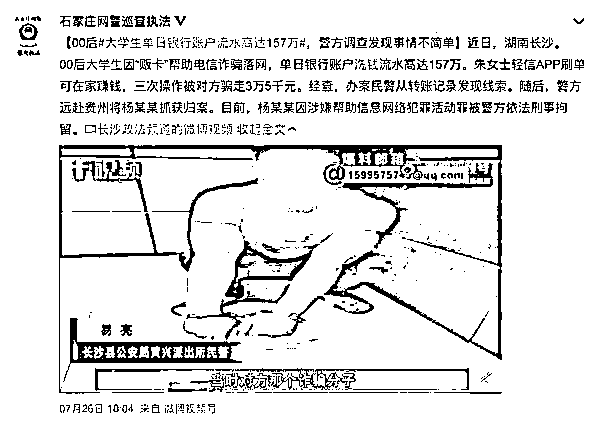 石家庄网警巡查执法
【00后#大学生单日银行账户流水高达157万#，警方调查发现事情不简单】近日，湖南长沙。
00后大学生因“贩卡”帮助电信诈骗落网，单日银行账户洗钱流水高达157万。朱女士轻信APP刷单
可在家赚钱，三次操作被对方骗走3万5千元。经查，办案民警从转账记录发现线索。随后，警方
远赴贵州将杨某某抓获归案。目前，杨某某因涉嫌帮助信息网络犯罪活动罪被警方依法刑事拘
留。长沙政法频道的微博视频 收起全文
爆料邮箱
易亮
长沙县公安局黄兴派出所民警
当时对方那个诈骗分子
07月26日 10:04 来自 微博视频号